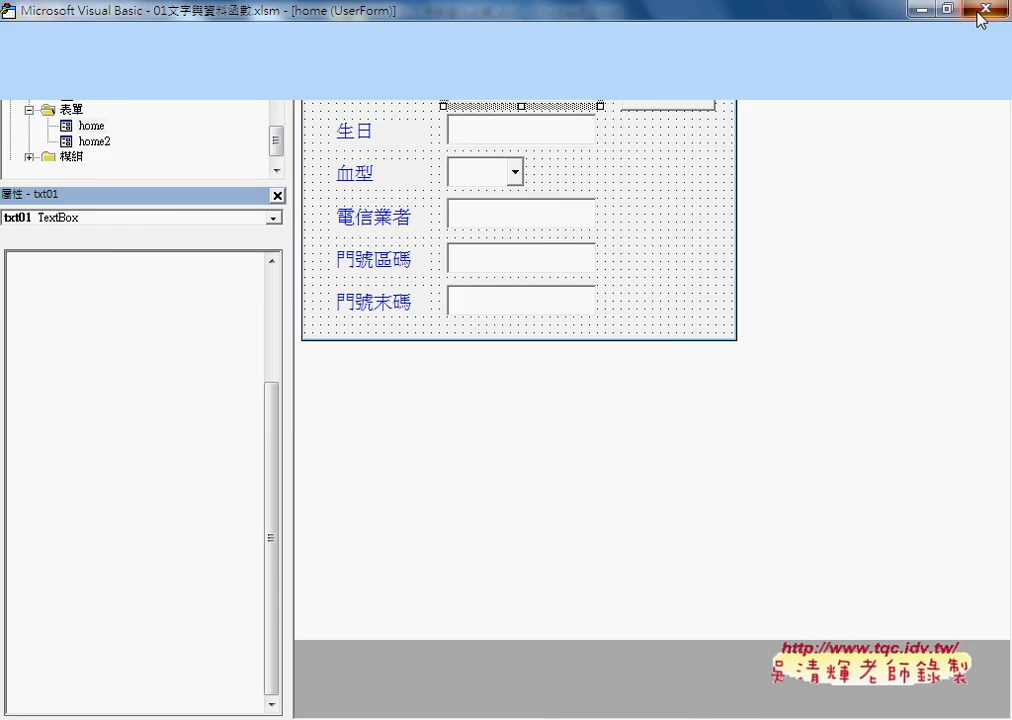 Microsoft Visual Basic - 01文字與資料函數.xlsm - [home (UserForm)]
表單
home
home2
模組
屬性 - txt01
txt01 TextBox
生日
血型
電信業者
門號區碼
門號末碼
http://www.tqc.idv.tw/
吳清輝老師錄製